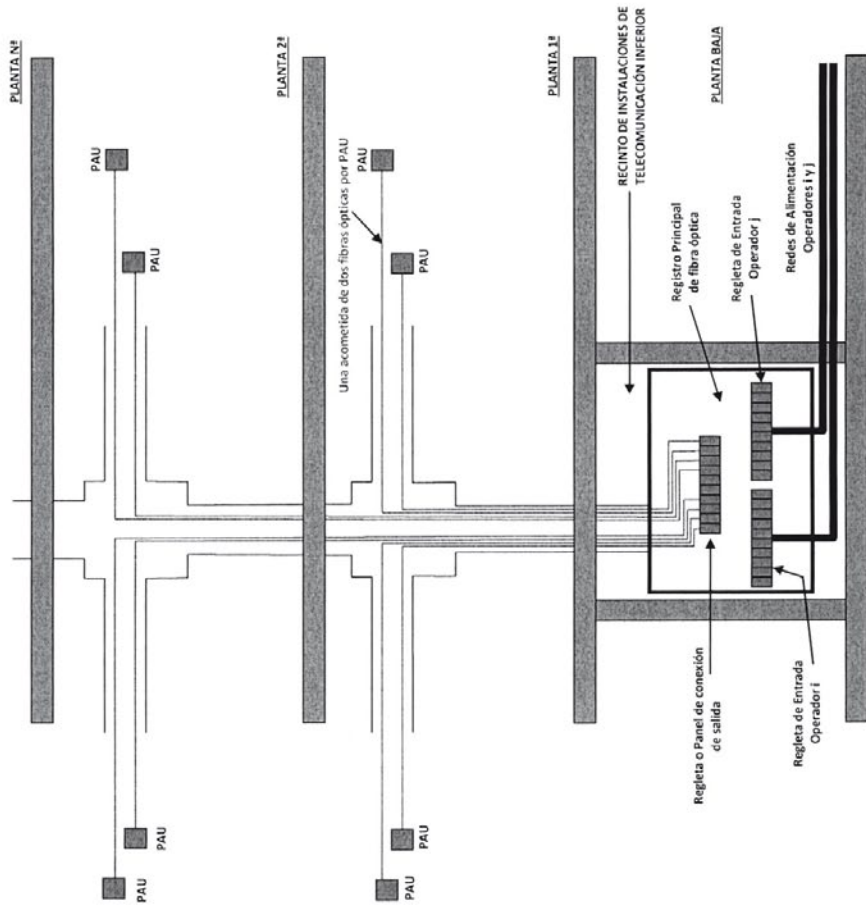 PLANTA Nª
PAU
PAU
PAU
PAU
PLANTA 2ª
Una acometida de dos fibras ópticas por PAU
PAU
PAU
PAU
PAU
PLANTA 1ª
RECINTO DE INSTALACIONES DE
TELECOMUNICACIÓN INFERIOR
PLANTA BAJA
Registro Principal
de fibra óptica
Regleta de Entrada
Operador j
Redes de Alimentación
Operadores i y j
Regleta o Panel de conexión
de salida
Regleta de Entrada
Operador i